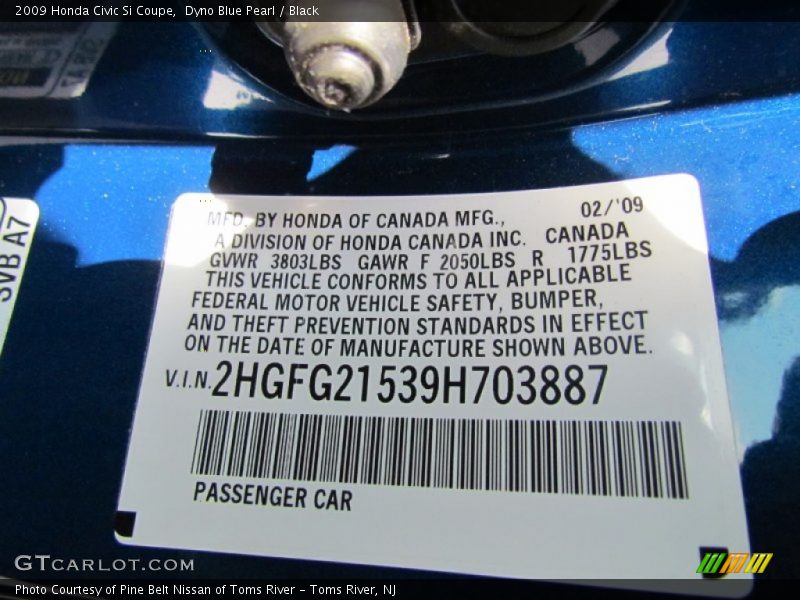 2009 Honda Civic Si Coupe, Dyno Blue Pearl / Black
SVB A7
MFD. BY HONDA OF CANADA MFG., 02/'09
A DIVISION OF HONDA CANADA INC. CANADA
GVWR 3803LBS GAWR F 2050LBS R 1775LBS
THIS VEHICLE CONFORMS TO ALL APPLICABLE
FEDERAL MOTOR VEHICLE SAFETY, BUMPER,
AND THEFT PREVENTION STANDARDS IN EFFECT
ON THE DATE OF MANUFACTURE SHOWN ABOVE.
V.I.N. 2HGFG21539H703887
PASSENGER CAR
GTCARLOT.COM
Photo Courtesy of Pine Belt Nissan of Toms River – Toms River, NJ